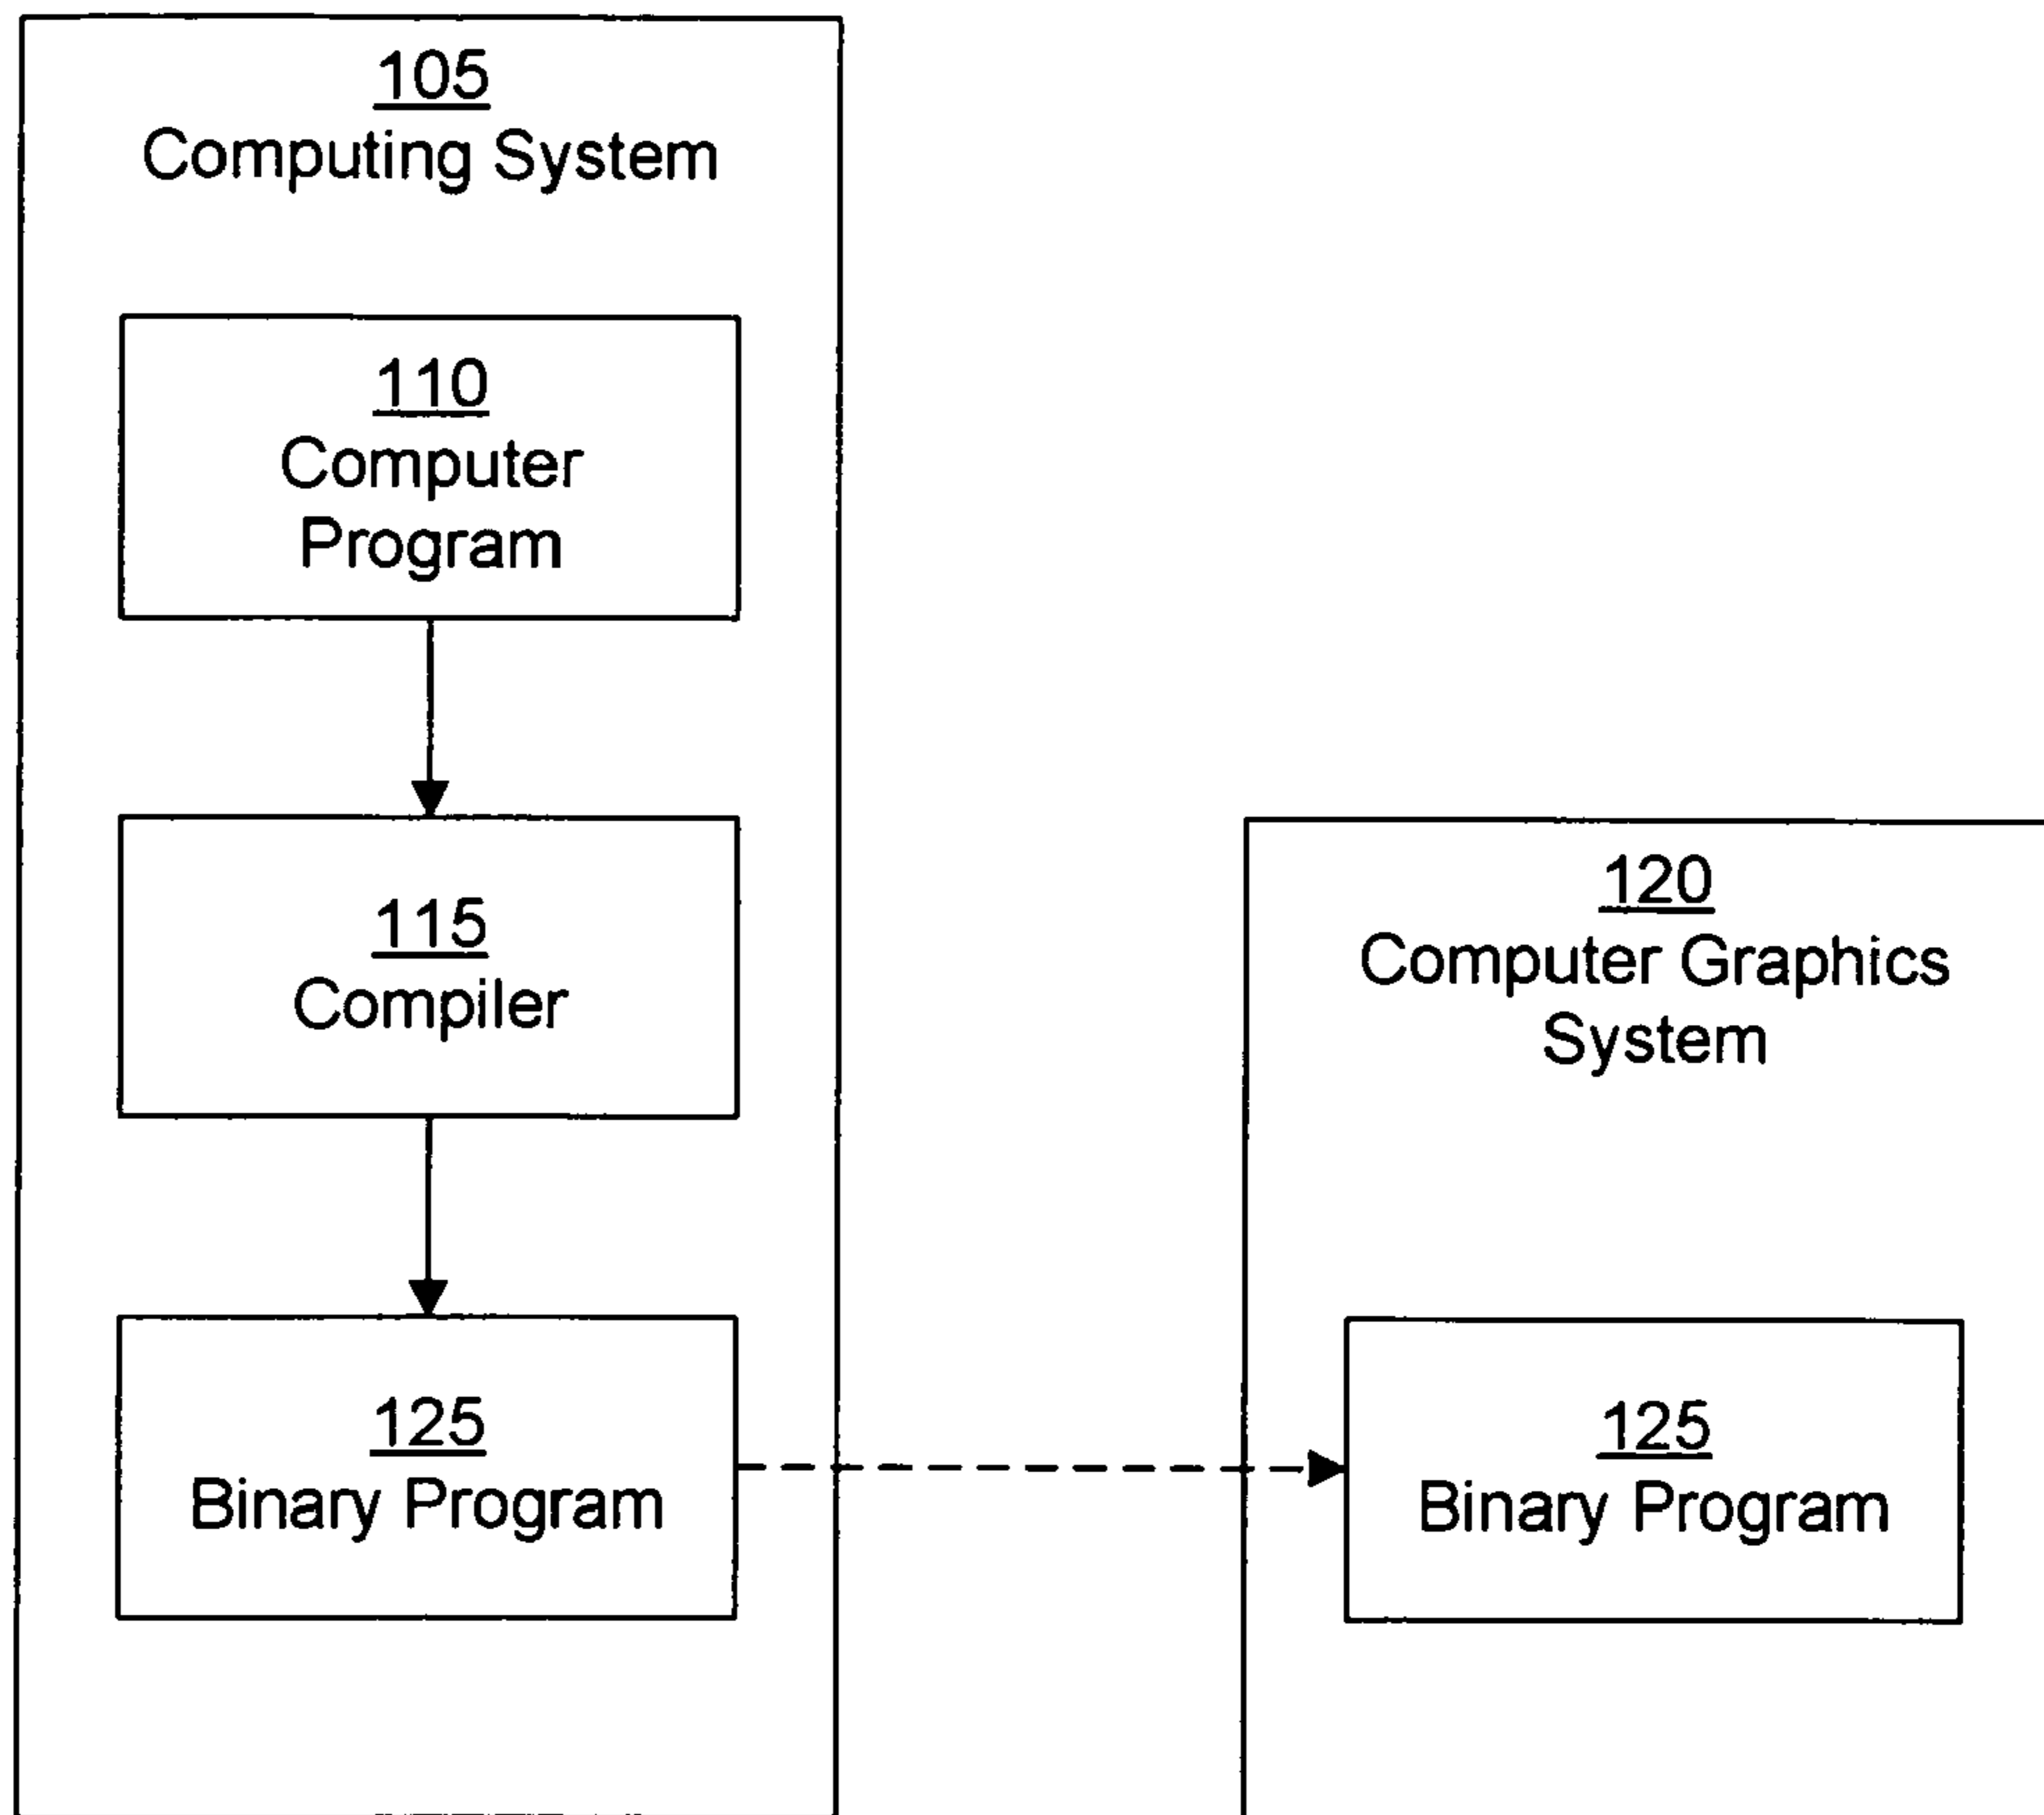 105
Computing System
110
Computer
Program
115
Compiler
125
Binary Program
120
Computer Graphics
System
125
Binary Program